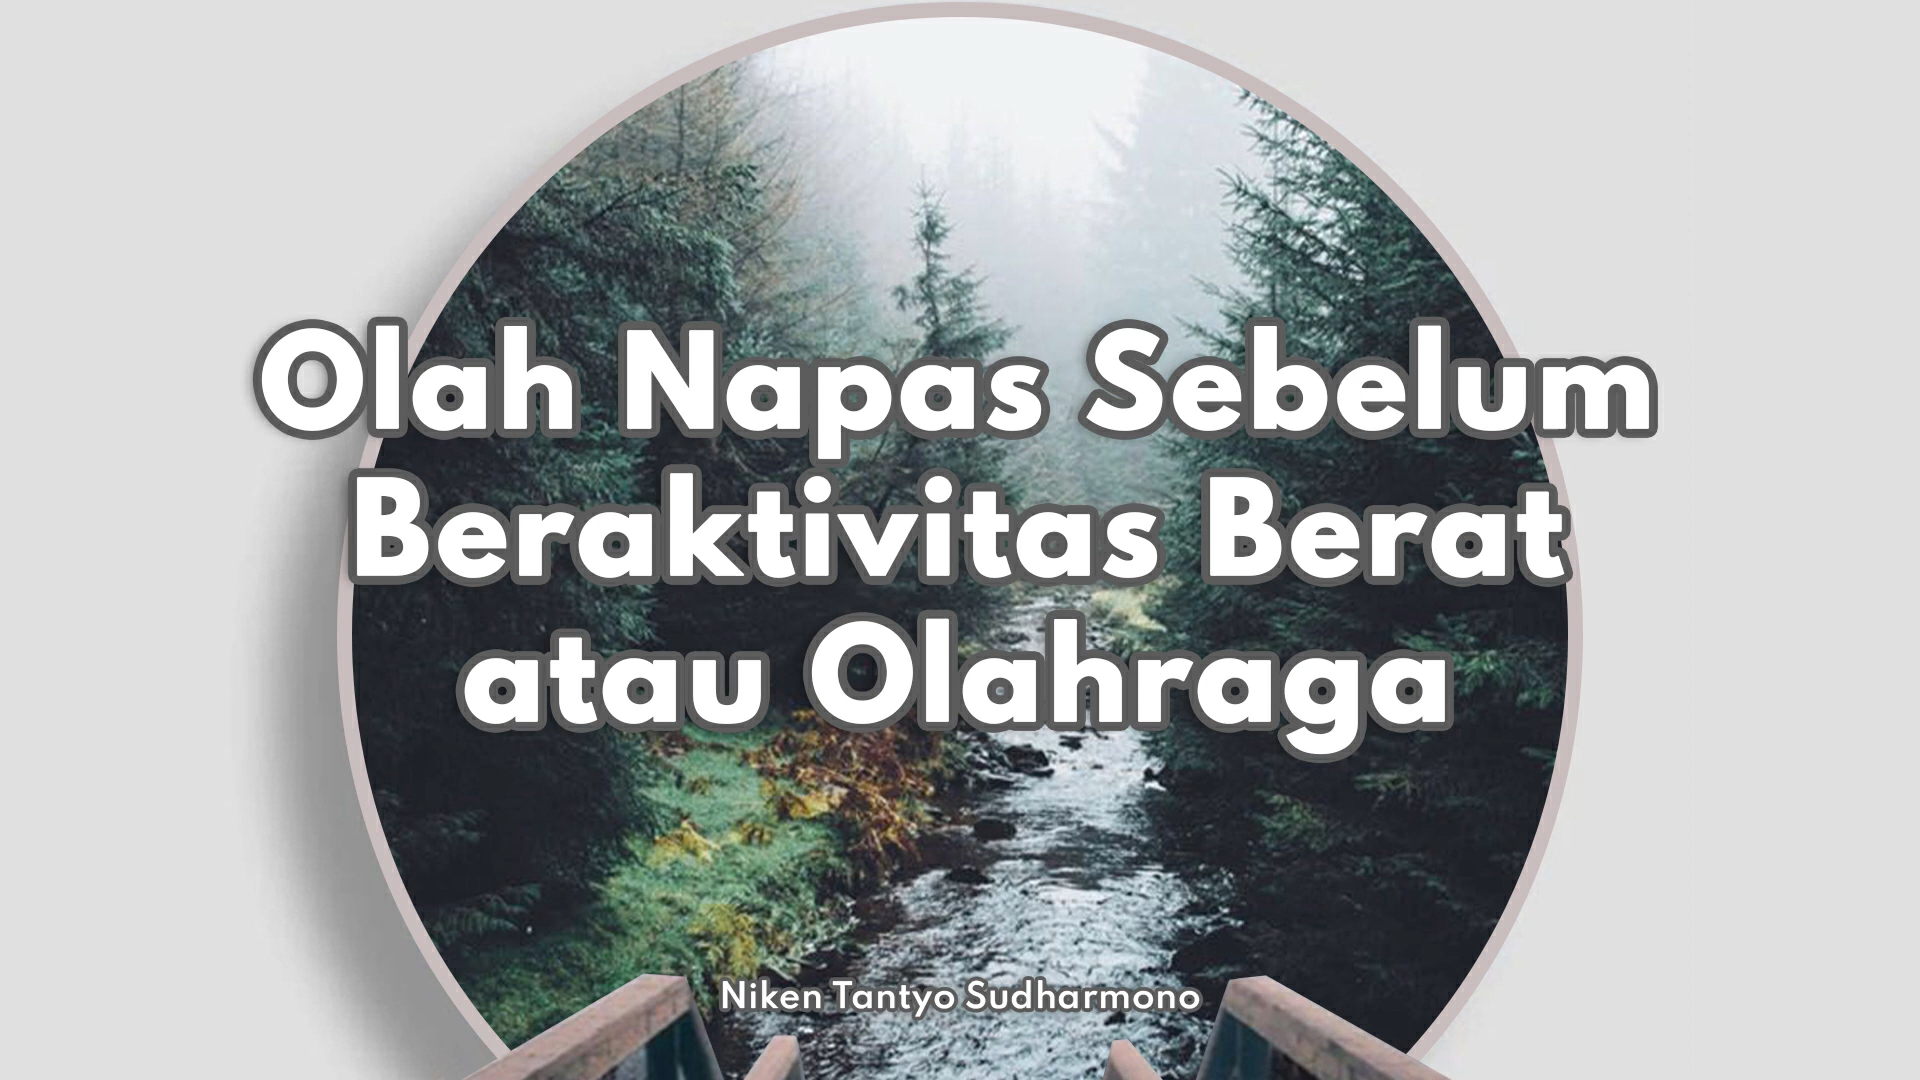 Olah Napas Sebelum
Beraktivitas Berat
atau Olahraga
Niken Tantyo Sudharmono